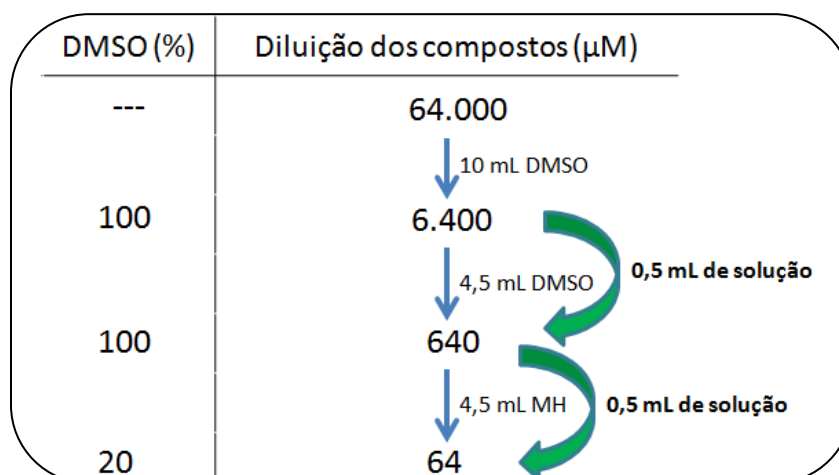 DMSO (%) Diluição dos compostos (µM)
--- 64.000
10 mL DMSO
100 6.400
0,5 mL de solução
4,5 mL DMSO
100 640
4,5 mL MH 0,5 mL de solução
20 64